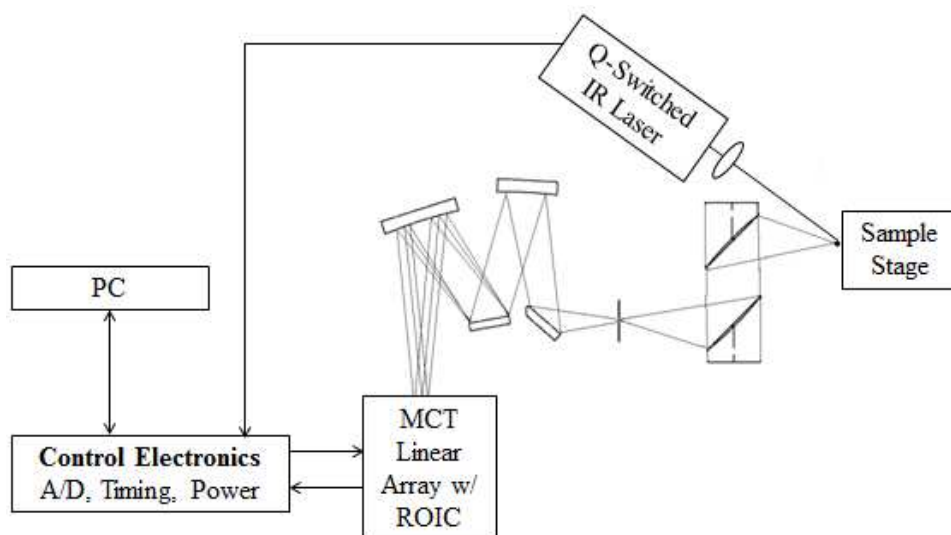 Q-Switched
IR Laser
Sample
Stage
PC
MCT
Linear
Array w/
ROIC
Control Electronics
A/D, Timing, Power